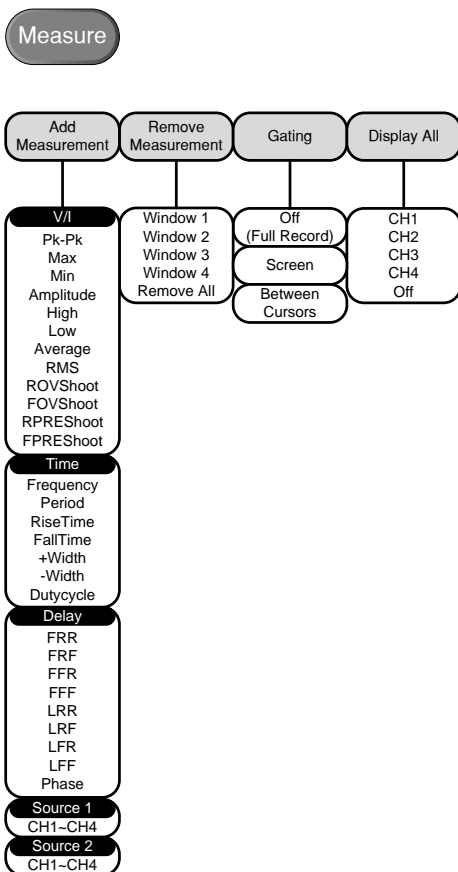 Measure
Add
Measurement
Remove
Measurement
Gating
Display All
V/I
Pk-Pk
Max
Min
Amplitude
High
Low
Average
RMS
ROVShoot
FOVShoot
RPREShoot
FPREShoot
Time
Frequency
Period
RiseTime
FallTime
+Width
-Width
Dutycycle
Delay
FRR
FRF
FFR
FFF
LRR
LRF
LFR
LFF
Phase
Source 1
CH1~CH4
Source 2
CH1~CH4
Window 1
Window 2
Window 3
Window 4
Remove All
Off
(Full Record)
Screen
Between
Cursors
CH1
CH2
CH3
CH4
Off